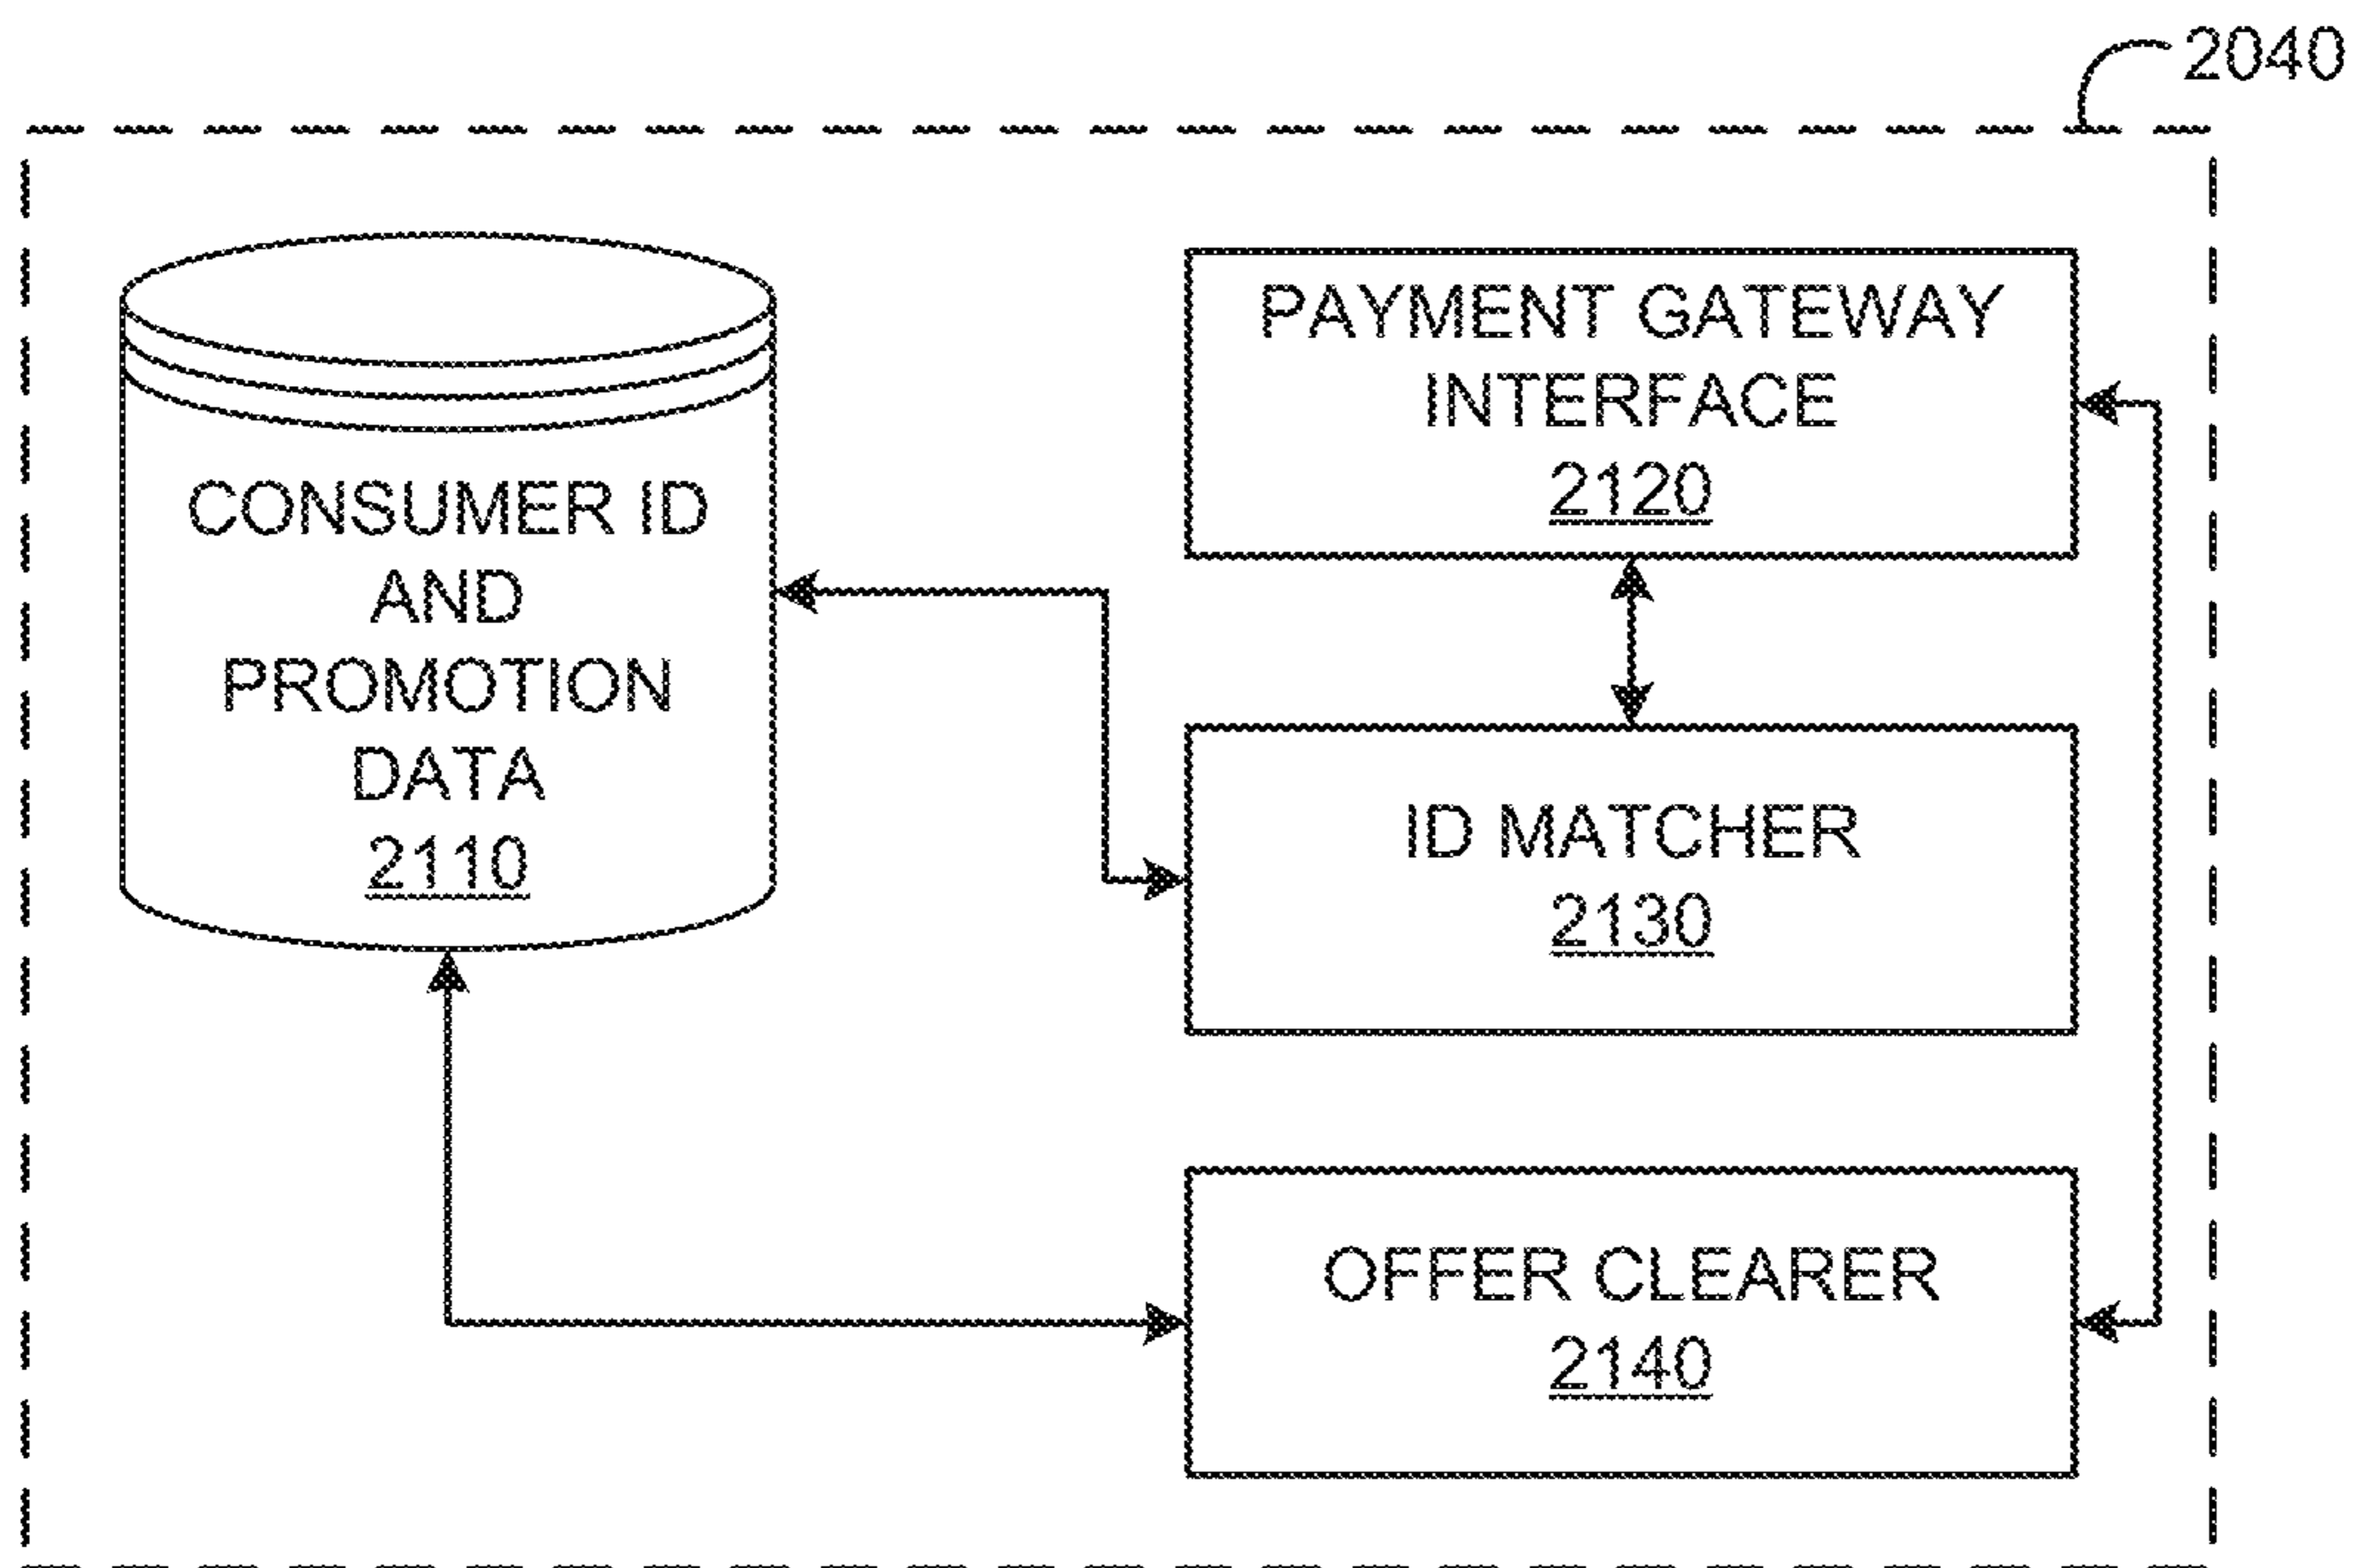 2040
CONSUMER ID
AND
PROMOTION
DATA
2110
PAYMENT GATEWAY
INTERFACE
2120
ID MATCHER
2130
OFFER CLEARER
2140